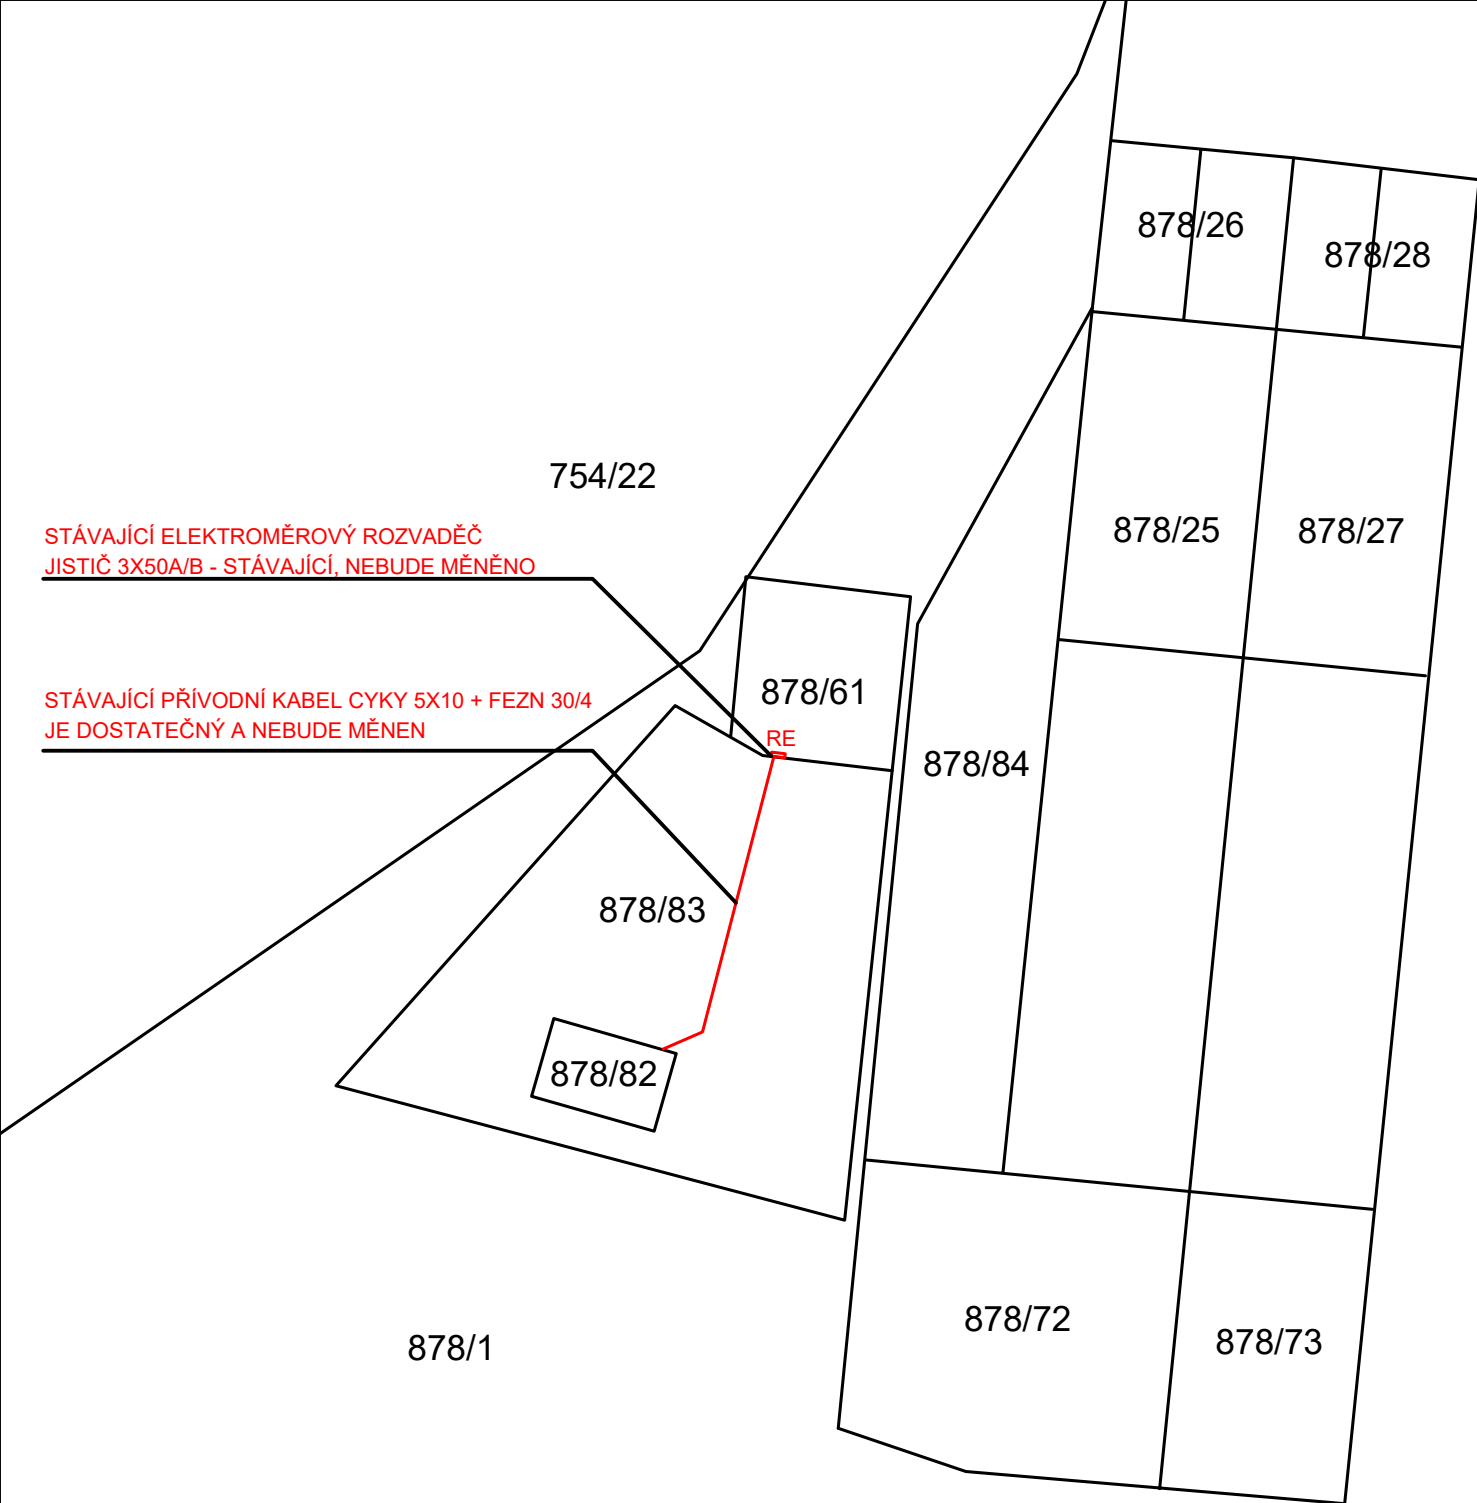 878/26
878/28
754/22
STÁVAJÍCÍ ELEKTROMĚROVÝ ROZVADĚČ
JISTIČ 3X50A/B - STÁVAJÍCÍ, NEBUDE MĚNĚNO
878/25
878/27
STÁVAJÍCÍ PŘÍVODNÍ KABEL CYKY 5X10 + FEZN 30/4
JE DOSTATEČNÝ A NEBUDE MĚNEN
878/61
RE
878/84
878/83
878/82
878/72
878/73
878/1